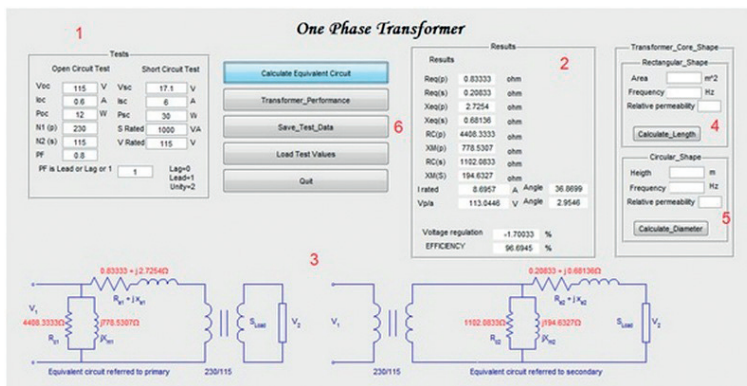 One Phase Transformer
1
Tests
Open Circuit Test Short Circuit Test
Voc 115 V Vsc 17.1 V
Ioc 0.6 A Isc 6 A
Poc 12 W Psc 30 W
N1 (p) 230 S Rated 1000 VA
N2 (s) 115 V Rated 115 V
PF 0.8
PF is Lead or Lag or 1 1 Lag=0
Lead=1
Unity=2
Calculate Equivalent Circuit
Transformer_Performance
Save_Test_Data
6
Load Test Values
Quit
Results
Results
2
Req(p) 0.83333 ohm
Req(s) 0.20833 ohm
Xeq(p) 2.7254 ohm
Xeq(s) 0.68136 ohm
RC(p) 4408.3333 ohm
XM(p) 778.5307 ohm
RC(s) 1102.0833 ohm
XM(S) 194.6327 ohm
I rated 8.6957 A Angle 36.8699
Vp/a 113.0446 V Angle 2.9546
Voltage regulation -1.70033 %
EFFICIENCY 96.6945 %
Transformer_Core_Shape
Rectangular_Shape
Area m^2
Frequency Hz
Relative permeability
Calculate_Length
4
Circular_Shape
Heigth m
Frequency Hz
Relative permeability
5
Calculate_Diameter
3
0.83333 + j2.7254Ω
V1
4408.3333Ω
j778.5307Ω
SLoad
V2
Equivalent circuit referred to primary
230/115
0.20833 + j0.68136Ω
V1
1102.0833Ω
j194.6327Ω
SLoad
V2
230/115
Equivalent circuit referred to secondary